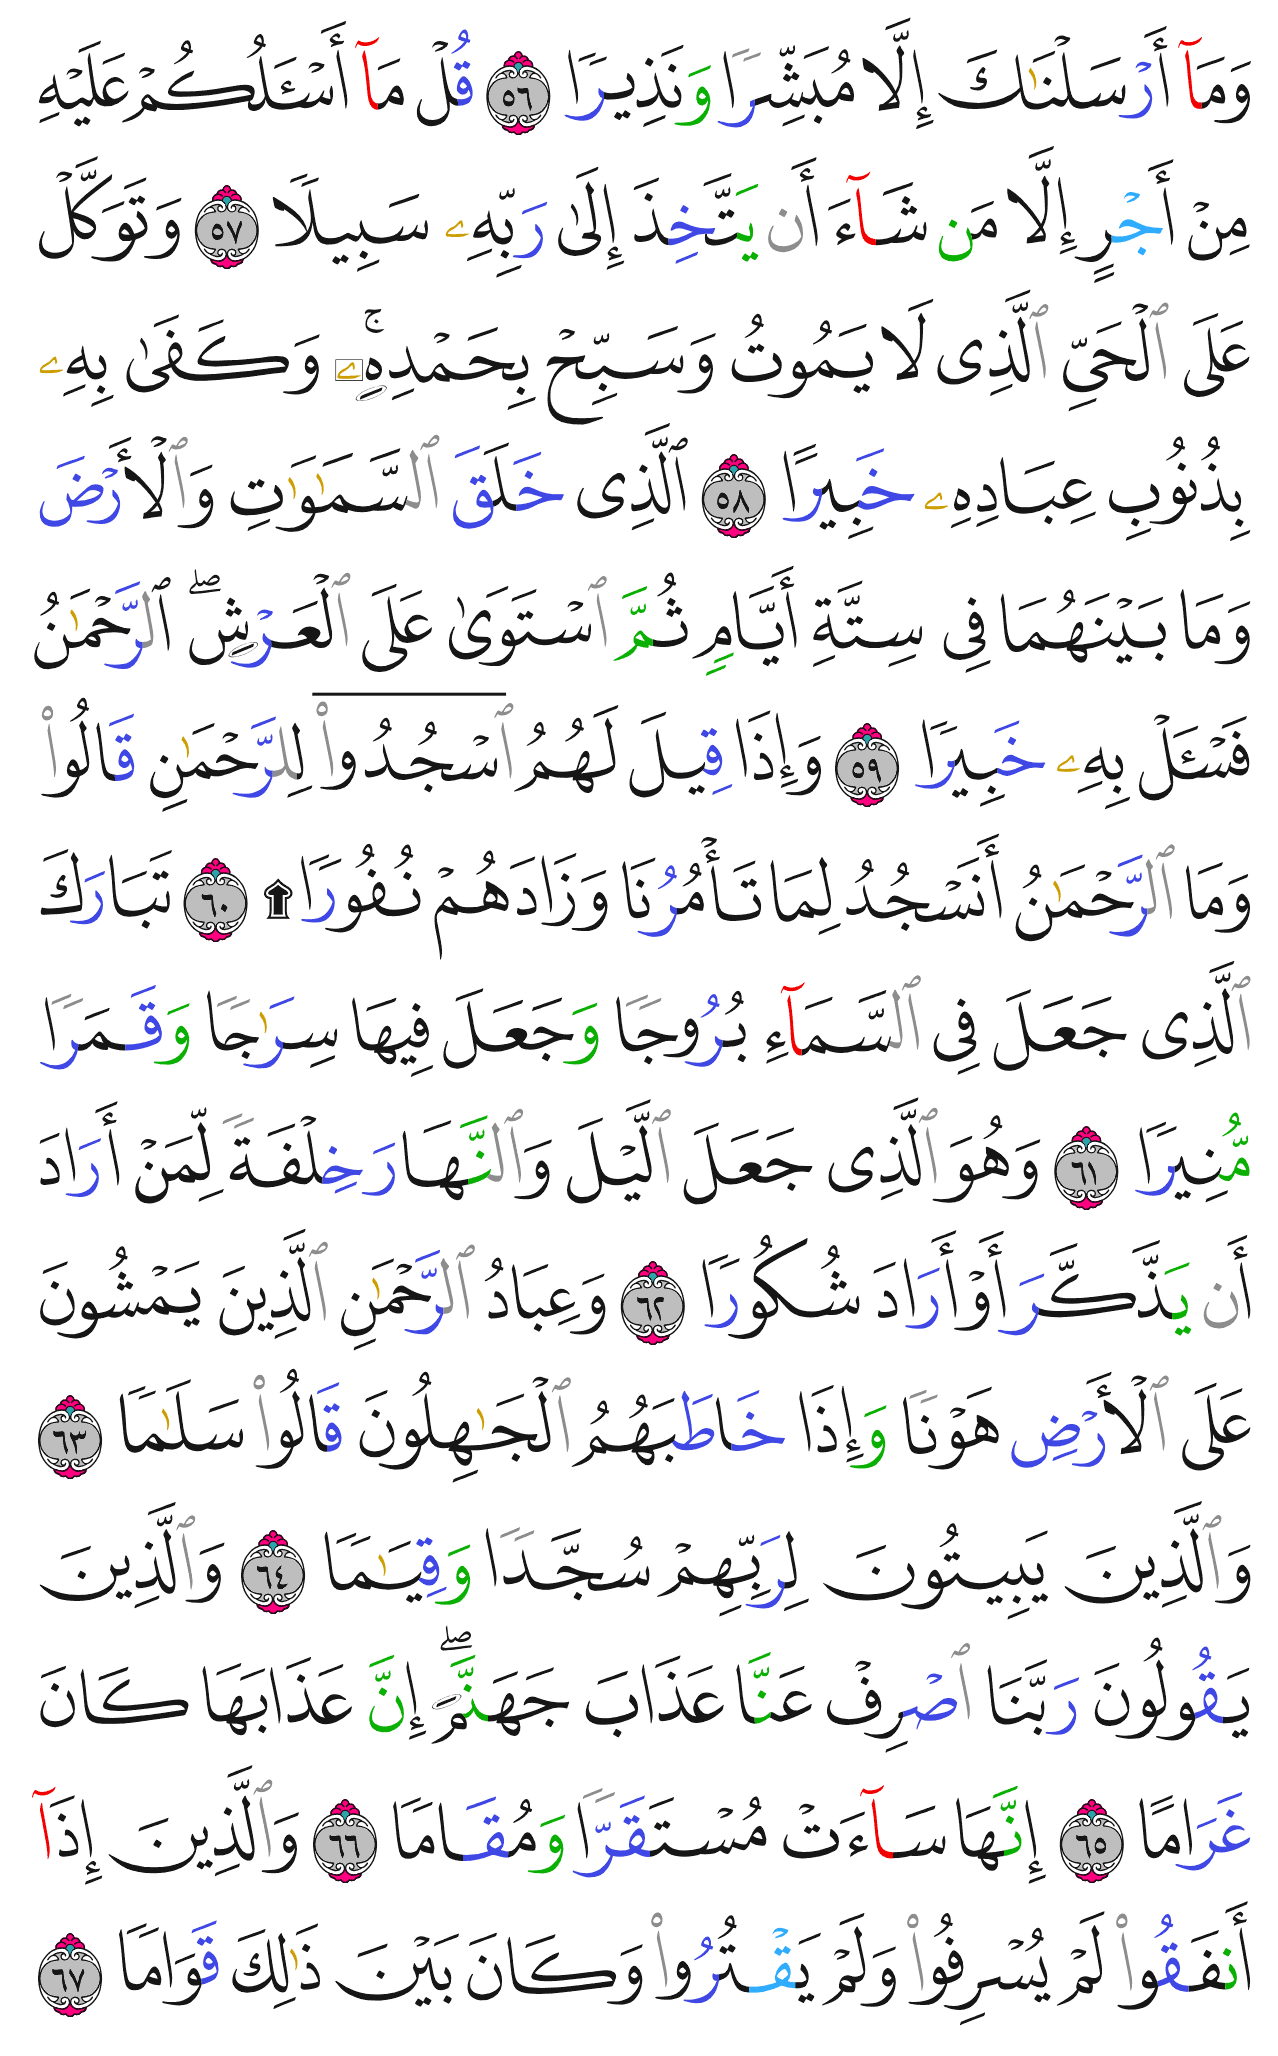 وَمَآ أَرْسَلْنَـٰكَ إِلَّا مُبَشِّرًا وَنَذِيرًا ٥٦ قُلْ مَآ أَسْـَٔلُكُمْ عَلَيْهِ
مِنْ أَجْرٍ إِلَّا مَن شَآءَ أَن يَتَّخِذَ إِلَىٰ رَبِّهِۦ سَبِيلًا ٥٧ وَتَوَكَّلْ
عَلَى ٱلْحَىِّ ٱلَّذِى لَا يَمُوتُ وَسَبِّحْ بِحَمْدِهِۦ ۚ وَكَفَىٰ بِهِۦ
بِذُنُوبِ عِبَادِهِۦ خَبِيرًا ٥٨ ٱلَّذِى خَلَقَ ٱلسَّمَـٰوَٰتِ وَٱلْأَرْضَ
وَمَا بَيْنَهُمَا فِى سِتَّةِ أَيَّامٍ ثُمَّ ٱسْتَوَىٰ عَلَى ٱلْعَرْشِ ۖ ٱلرَّحْمَـٰنُ
فَسْـَٔلْ بِهِۦ خَبِيرًا ٥٩ وَإِذَا قِيلَ لَهُمُ ٱسْجُدُوا۟ لِلرَّحْمَـٰنِ قَالُوا۟
وَمَا ٱلرَّحْمَـٰنُ أَنَسْجُدُ لِمَا تَأْمُرُنَا وَزَادَهُمْ نُفُورًا ۩ ٦٠ تَبَارَكَ
ٱلَّذِى جَعَلَ فِى ٱلسَّمَآءِ بُرُوجًا وَجَعَلَ فِيهَا سِرَٰجًا وَقَمَرًا
مُّنِيرًا ٦١ وَهُوَ ٱلَّذِى جَعَلَ ٱلَّيْلَ وَٱلنَّهَارَ خِلْفَةً لِّمَنْ أَرَادَ
أَن يَذَّكَّرَ أَوْ أَرَادَ شُكُورًا ٦٢ وَعِبَادُ ٱلرَّحْمَـٰنِ ٱلَّذِينَ يَمْشُونَ
عَلَى ٱلْأَرْضِ هَوْنًا وَإِذَا خَاطَبَهُمُ ٱلْجَـٰهِلُونَ قَالُوا۟ سَلَـٰمًا ٦٣
وَٱلَّذِينَ يَبِيتُونَ لِرَبِّهِمْ سُجَّدًا وَقِيَـٰمًا ٦٤ وَٱلَّذِينَ
يَقُولُونَ رَبَّنَا ٱصْرِفْ عَنَّا عَذَابَ جَهَنَّمَ ۖ إِنَّ عَذَابَهَا كَانَ
غَرَامًا ٦٥ إِنَّهَا سَآءَتْ مُسْتَقَرًّا وَمُقَامًا ٦٦ وَٱلَّذِينَ إِذَآ
أَنفَقُوا۟ لَمْ يُسْرِفُوا۟ وَلَمْ يَقْتُرُوا۟ وَكَانَ بَيْنَ ذَٰلِكَ قَوَامًا ٦٧